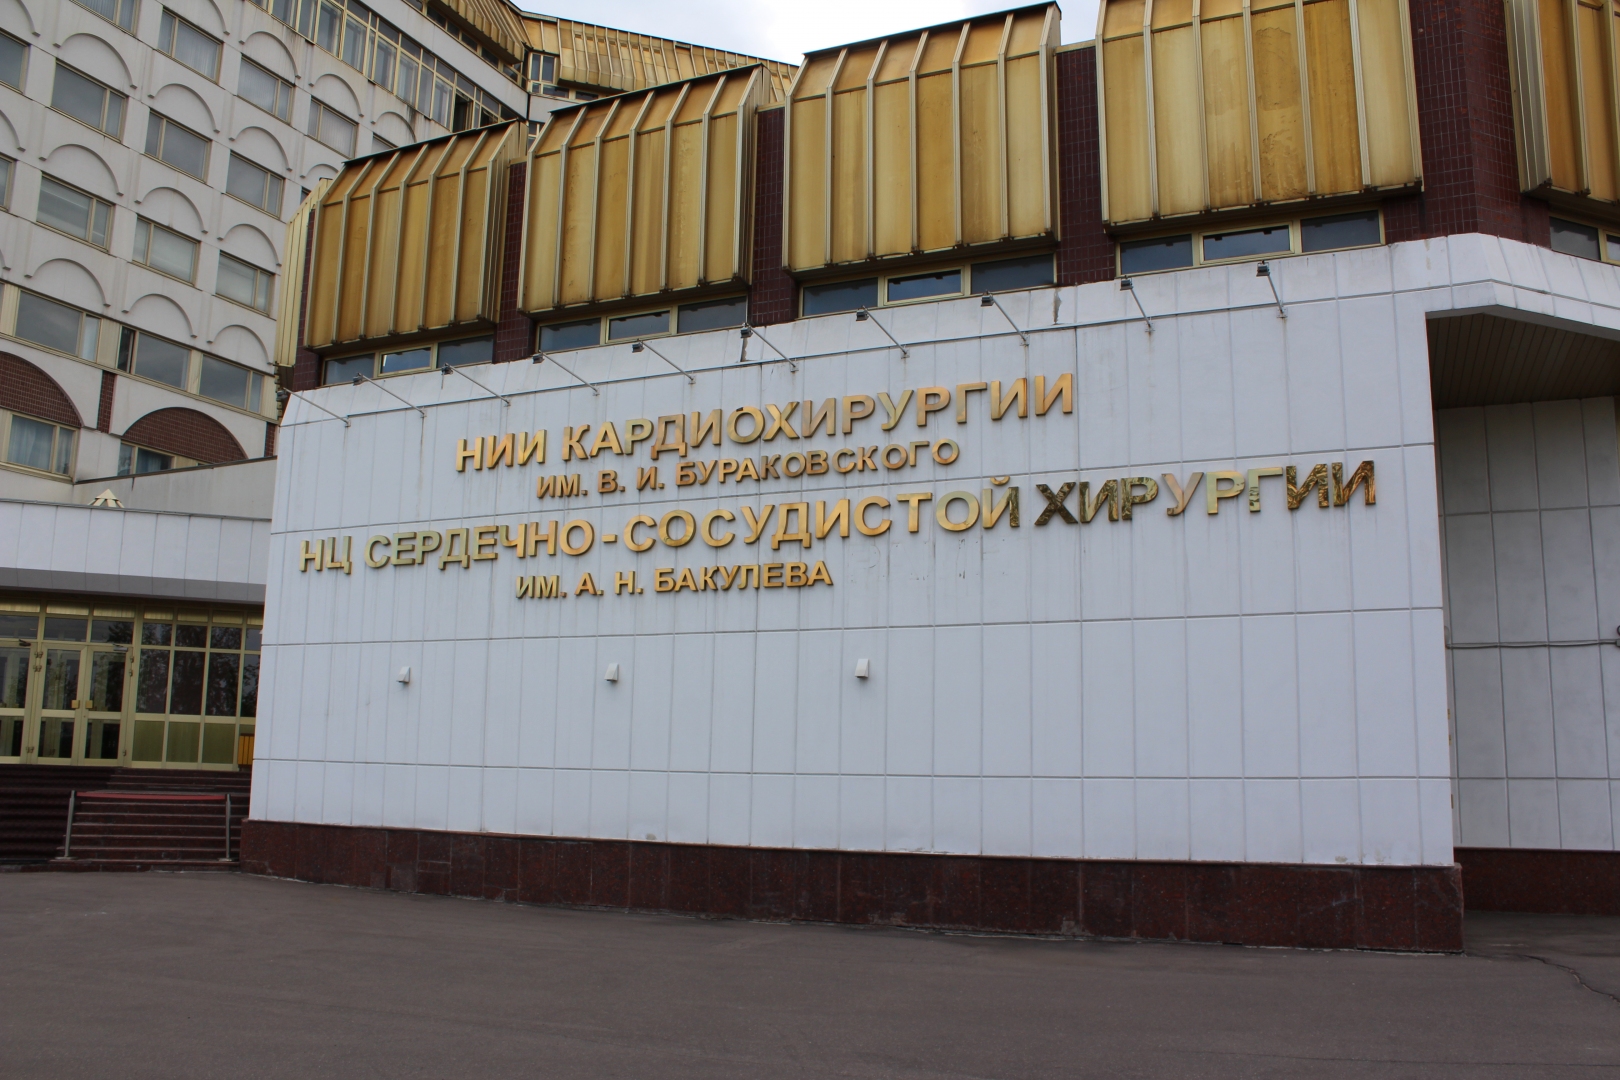 НИИ КАРДИОХИРУРГИИ
ИМ. В. И. БУРАКОВСКОГО
НЦ СЕРДЕЧНО-СОСУДИСТОЙ ХИРУРГИИ
ИМ. А. Н. БАКУЛЕВА